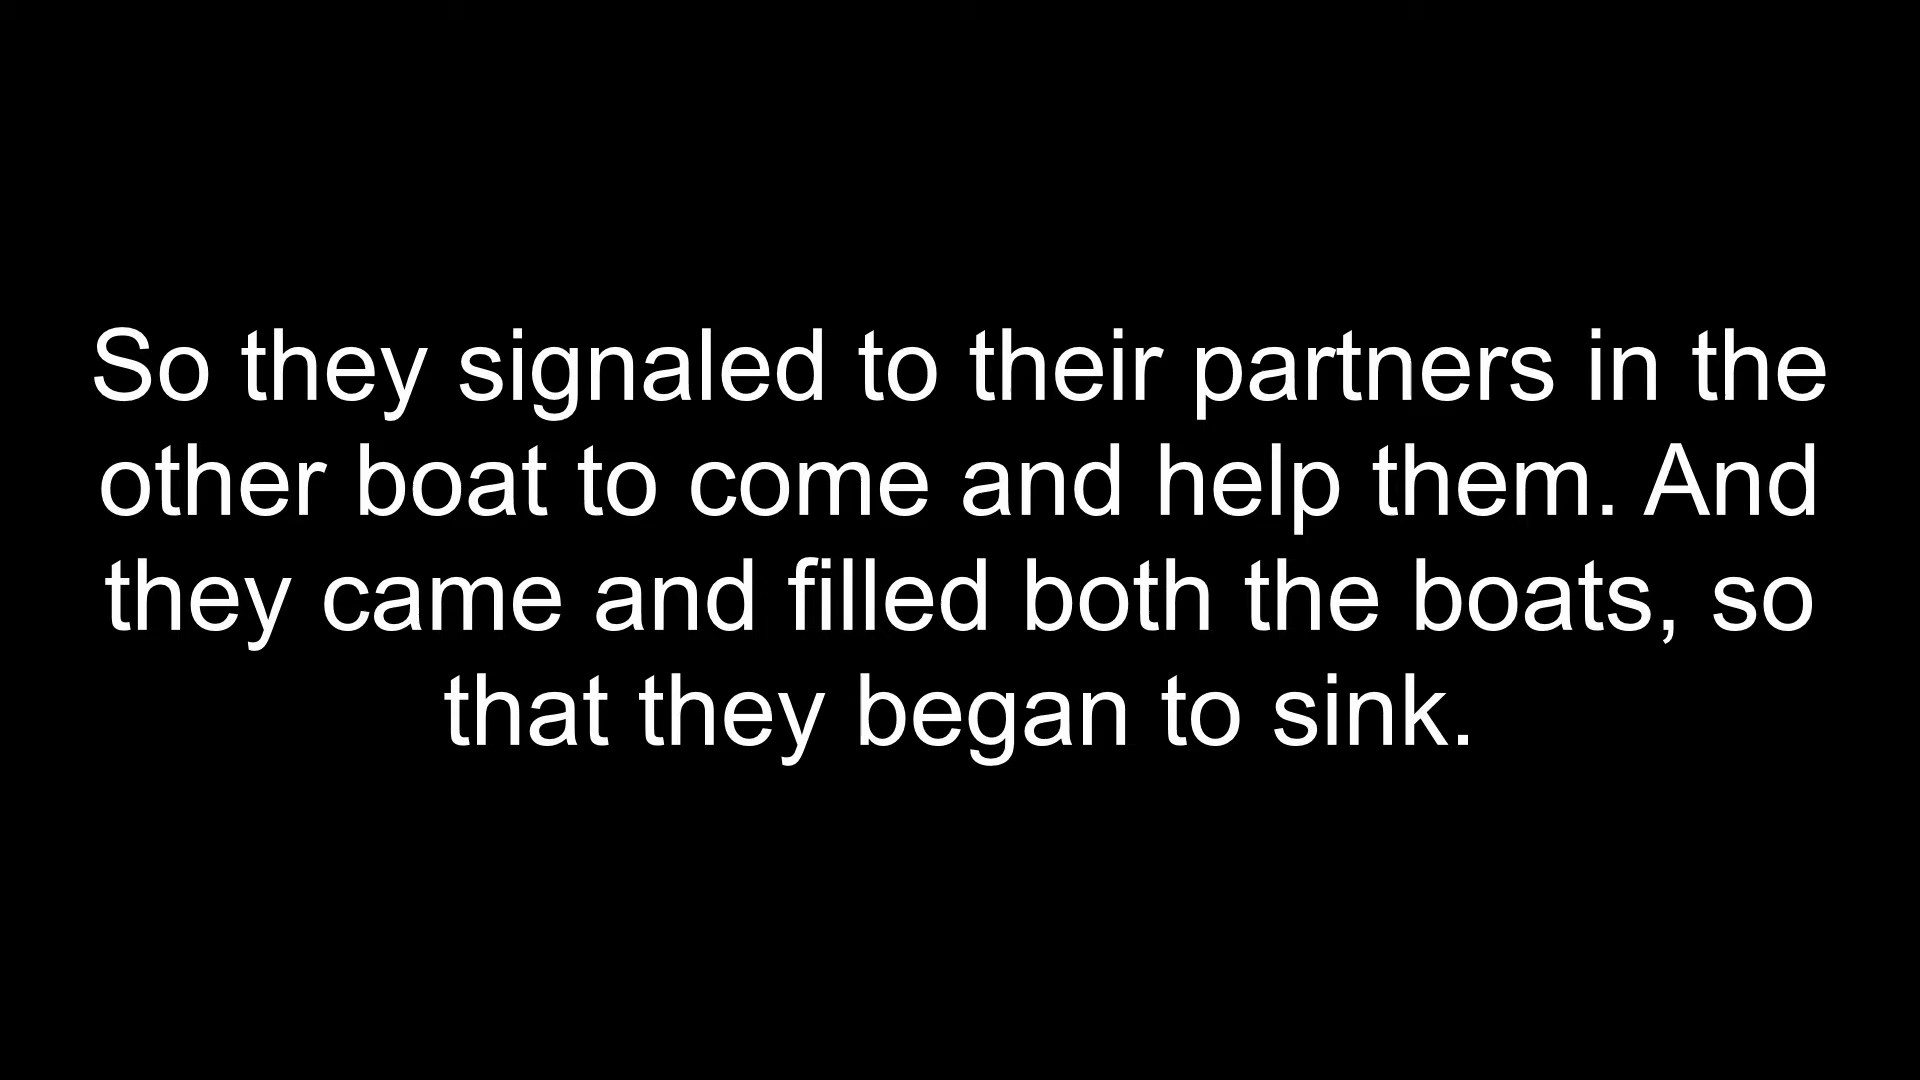 So they signaled to their partners in the
other boat to come and help them. And
they came and filled both the boats, so
that they began to sink.